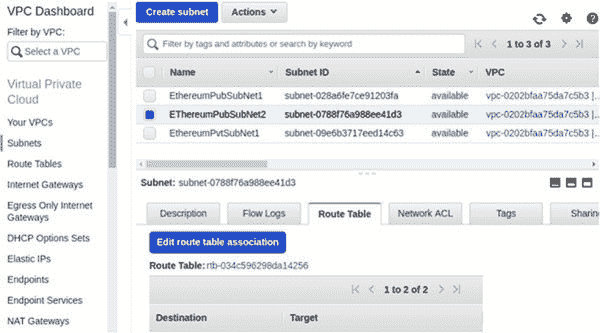 VPC Dashboard
Filter by VPC:
Select a VPC
Virtual Private
Cloud
Your VPCs
Subnets
Route Tables
Internet Gateways
Egress Only Internet
Gateways
DHCP Options Sets
Elastic IPs
Endpoints
Endpoint Services
NAT Gateways
Create subnet Actions
Filter by tags and attributes or search by keyword 1 to 3 of 3
Name Subnet ID State VPC
EthereumPubSubNet1 subnet-028a6fe7ce91203fa available vpc-0202bfaa75da7c5b3 |...
EThereumPubSubNet2 subnet-0788f76a988ee41d3 available vpc-0202bfaa75da7c5b3 |...
EthereumPvtSubNet1 subnet-09e6b3717eed14c63 available vpc-0202bfaa75da7c5b3 |...
Subnet: subnet-0788f76a988ee41d3
Description Flow Logs Route Table Network ACL Tags Sharin
Edit route table association
Route Table: rtb-034c596298da14256
1 to 2 of 2
Destination Target